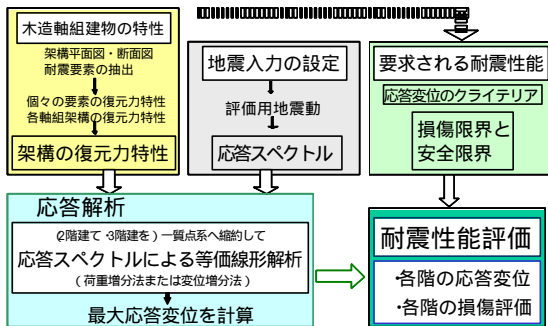 木造軸組建物の特性
架構平面図・断面図
耐震要素の抽出
個々の要素の復元力特性
各軸組架構の復元力特性
架構の復元力特性
地震入力の設定
評価用地震動
応答スペクトル
要求される耐震性能
応答変位のクライテリア
損傷限界と
安全限界
応答解析
(2階建て・3階建を)一質点系へ縮約して
応答スペクトルによる等価線形解析
(荷重増分法または変位増分法)
最大応答変位を計算
耐震性能評価
・各階の応答変位
・各階の損傷評価